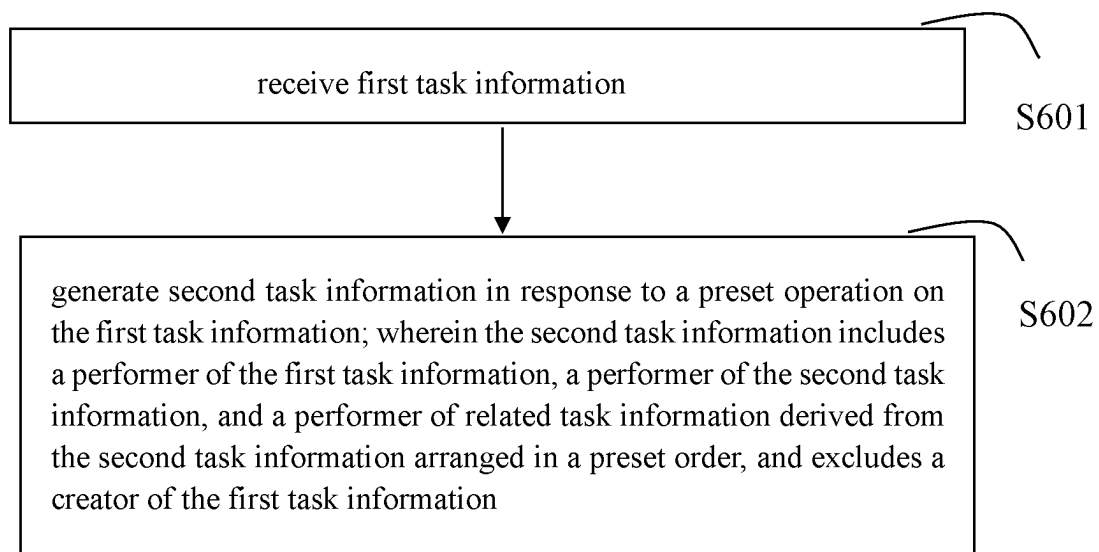 receive first task information
S601
generate second task information in response to a preset operation on
the first task information; wherein the second task information includes
a performer of the first task information, a performer of the second task
information, and a performer of related task information derived from
the second task information arranged in a preset order, and excludes a
creator of the first task information
S602